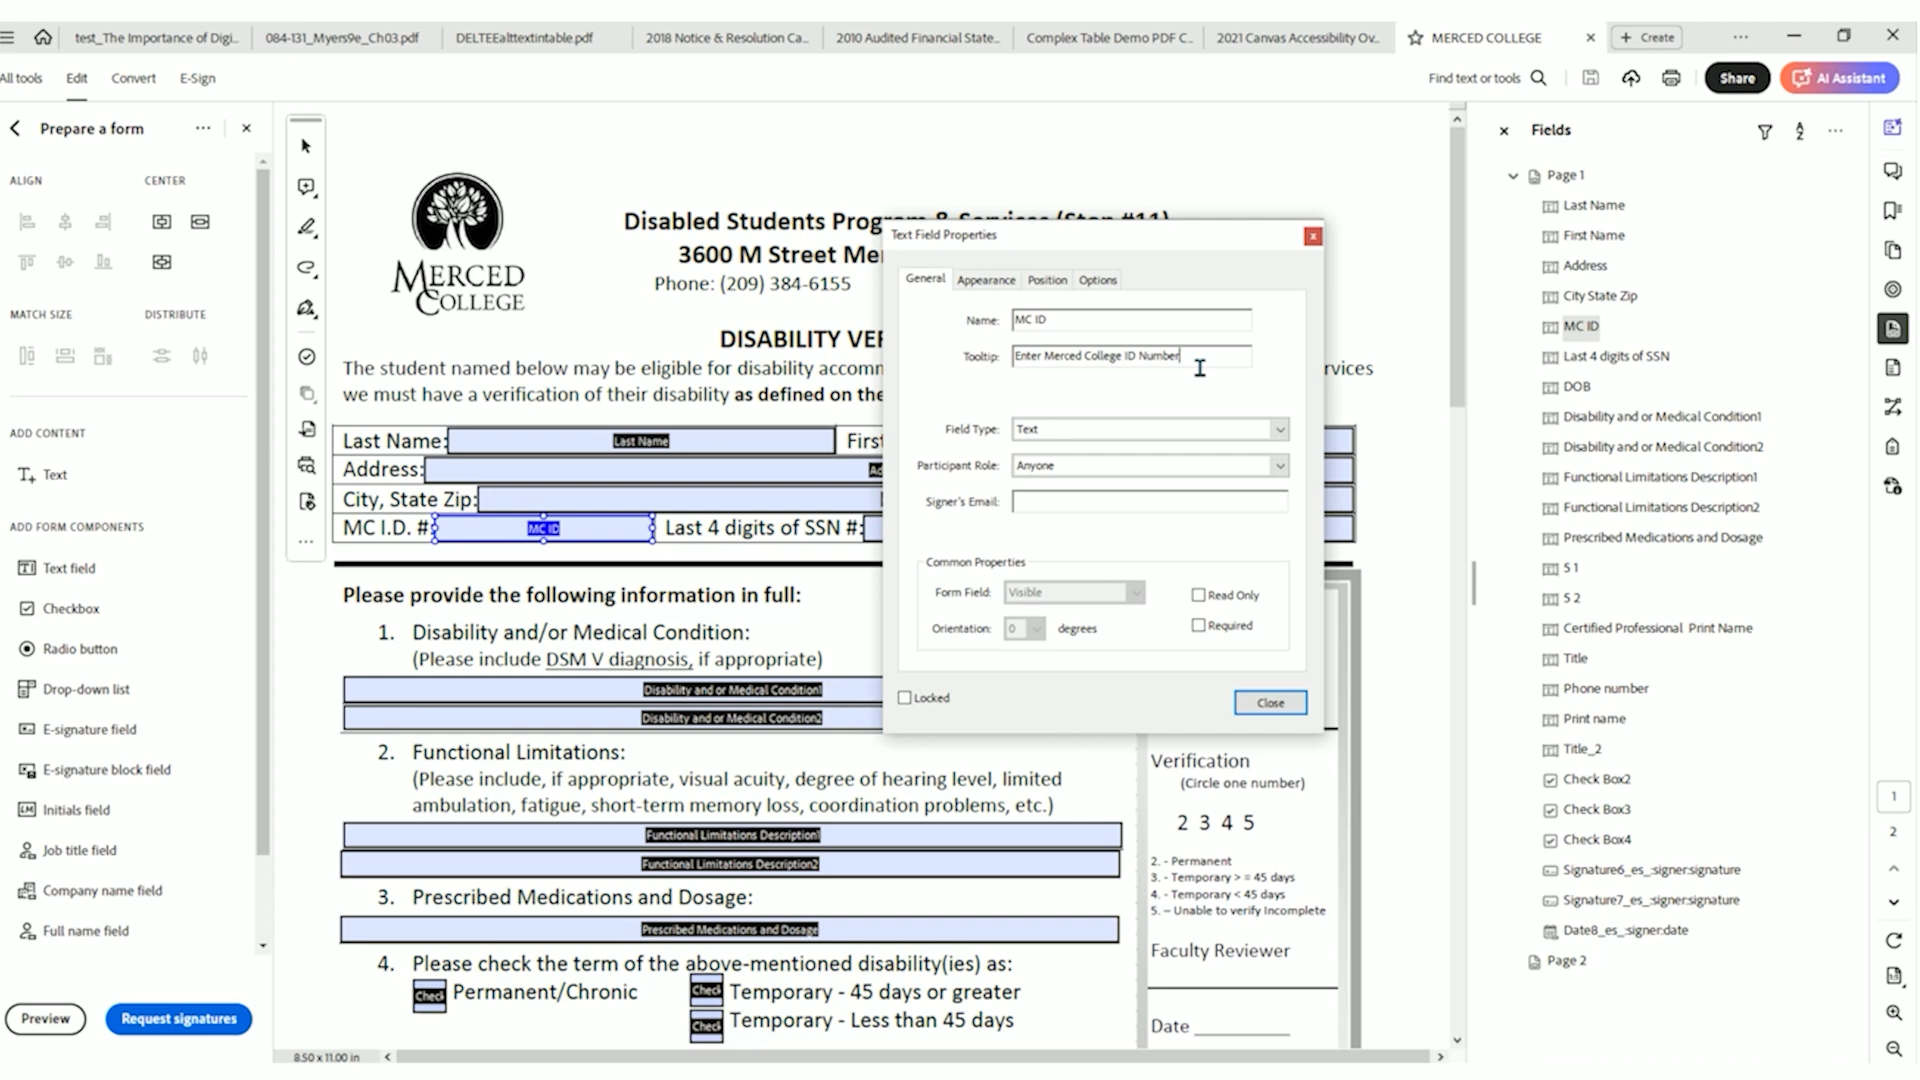 test_The Importance of Digi...
084-131_Myers9e_Ch03.pdf
DELTEEalttextintable.pdf
2018 Notice & Resolution Ca...
2010 Audited Financial State...
Complex Table Demo PDF C...
2021 Canvas Accessibility Ov...
MERCED COLLEGE
+ Create
All tools
Edit
Convert
E-Sign
Find text or tools
Share
AI Assistant
Prepare a form
ALIGN
CENTER
MATCH SIZE
DISTRIBUTE
ADD CONTENT
Text
ADD FORM COMPONENTS
Text field
Checkbox
Radio button
Drop-down list
E-signature field
E-signature block field
Initials field
Job title field
Company name field
Full name field
Preview
Request signatures
MERCED
COLLEGE
Disabled Students Program & Services (Stop #11)
3600 M Street Me
Phone: (209) 384-6155
DISABILITY VER
The student named below may be eligible for disability accomm
rvices
we must have a verification of their disability as defined on the
Last Name:
Last Name
First
Address:
Ad
City, State Zip:
MC I.D. #:
MC ID
Last 4 digits of SSN #:
Please provide the following information in full:
1. Disability and/or Medical Condition:
(Please include DSM V diagnosis, if appropriate)
Disability and or Medical Condition1
Disability and or Medical Condition2
2. Functional Limitations:
(Please include, if appropriate, visual acuity, degree of hearing level, limited
ambulation, fatigue, short-term memory loss, coordination problems, etc.)
Functional Limitations Description1
Functional Limitations Description2
3. Prescribed Medications and Dosage:
Prescribed Medications and Dosage
4. Please check the term of the above-mentioned disability(ies) as:
Check
Permanent/Chronic
Check
Temporary - 45 days or greater
Check
Temporary - Less than 45 days
8.50 x 11.00 in
Verification
(Circle one number)
2 3 4 5
2. - Permanent
3. - Temporary > = 45 days
4. - Temporary < 45 days
5. – Unable to verify Incomplete
Faculty Reviewer
Date
Text Field Properties
General
Appearance
Position
Options
Name:
MC ID
Tooltip:
Enter Merced College ID Number
Field Type:
Text
Participant Role:
Anyone
Signer's Email:
Common Properties
Form Field:
Visible
Read Only
Orientation:
0
degrees
Required
Locked
Close
Fields
Page 1
Last Name
First Name
Address
City State Zip
MC ID
Last 4 digits of SSN
DOB
Disability and or Medical Condition1
Disability and or Medical Condition2
Functional Limitations Description1
Functional Limitations Description2
Prescribed Medications and Dosage
5 1
5 2
Certified Professional Print Name
Title
Phone number
Print name
Title_2
Check Box2
Check Box3
Check Box4
Signature6_es_:signer:signature
Signature7_es_:signer:signature
Date8_es_:signer:date
Page 2
1
2